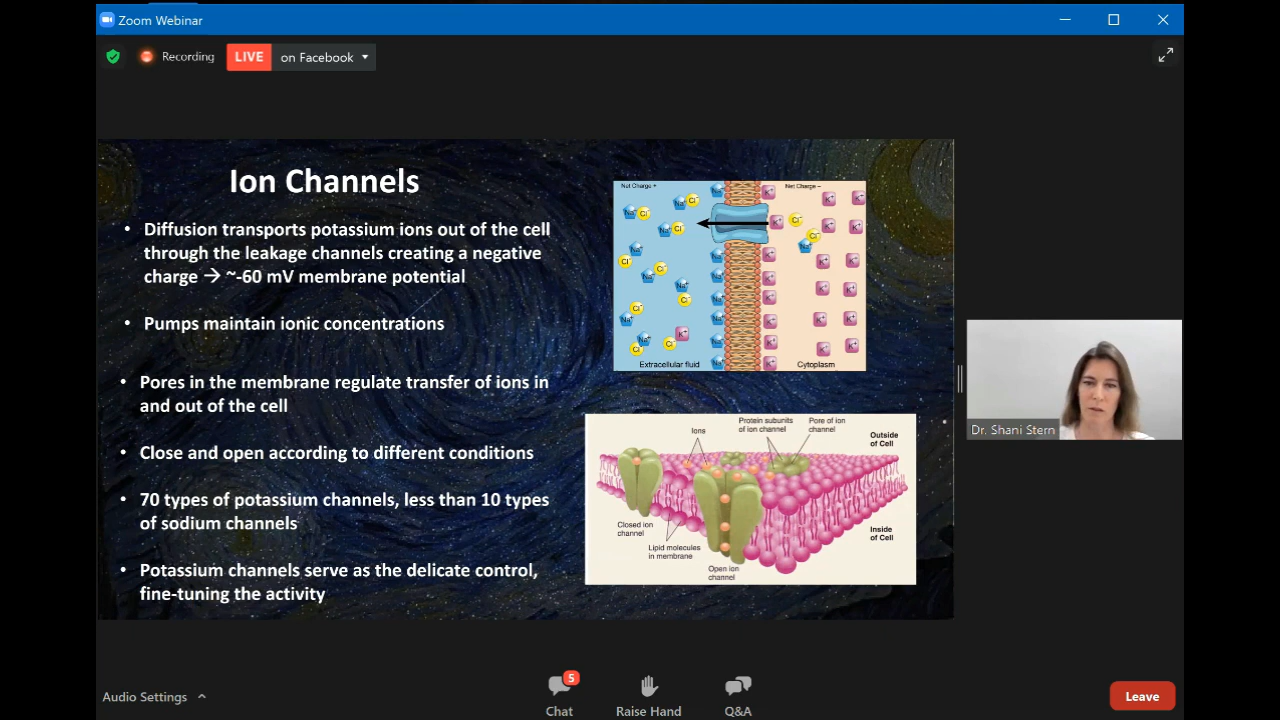 Zoom Webinar
Recording
LIVE
on Facebook
Ion Channels
• Diffusion transports potassium ions out of the cell
through the leakage channels creating a negative
charge → ~-60 mV membrane potential
• Pumps maintain ionic concentrations
• Pores in the membrane regulate transfer of ions in
and out of the cell
• Close and open according to different conditions
• 70 types of potassium channels, less than 10 types
of sodium channels
• Potassium channels serve as the delicate control,
fine-tuning the activity
Net Charge +
Net Charge –
Extracellular fluid
Cytoplasm
Ions
Protein subunits
of ion channel
Pore of ion
channel
Outside
of Cell
Closed ion
channel
Lipid molecules
in membrane
Open ion
channel
Inside
of Cell
Dr. Shani Stern
Audio Settings
5
Chat
Raise Hand
Q&A
Leave